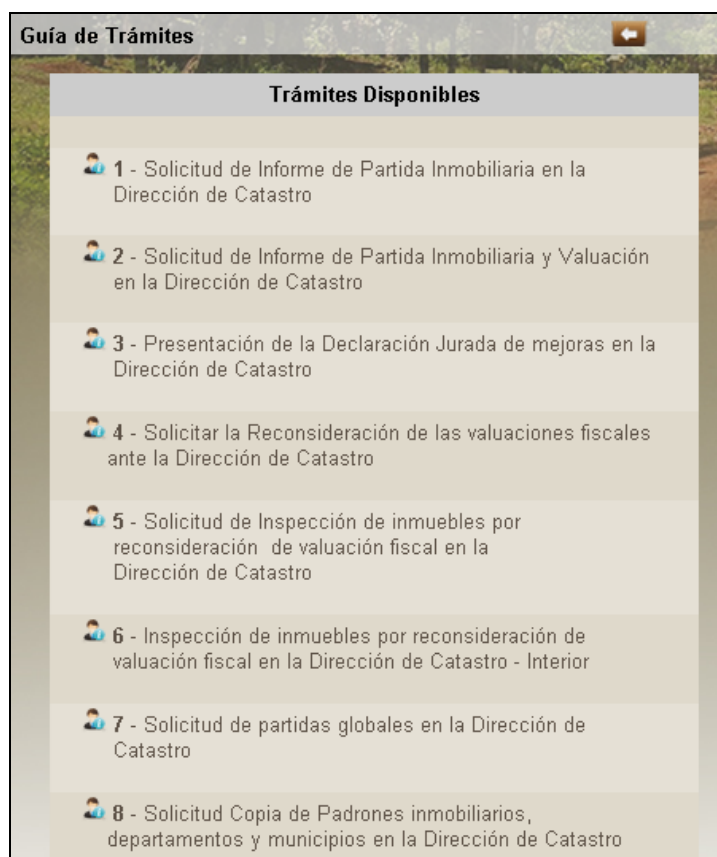 Guía de Trámites
Trámites Disponibles
1 - Solicitud de Informe de Partida Inmobiliaria en la
Dirección de Catastro
2 - Solicitud de Informe de Partida Inmobiliaria y Valuación
en la Dirección de Catastro
3 - Presentación de la Declaración Jurada de mejoras en la
Dirección de Catastro
4 - Solicitar la Reconsideración de las valuaciones fiscales
ante la Dirección de Catastro
5 - Solicitud de Inspección de inmuebles por
reconsideración de valuación fiscal en la
Dirección de Catastro
6 - Inspección de inmuebles por reconsideración de
valuación fiscal en la Dirección de Catastro - Interior
7 - Solicitud de partidas globales en la Dirección de
Catastro
8 - Solicitud Copia de Padrones inmobiliarios,
departamentos y municipios en la Dirección de Catastro